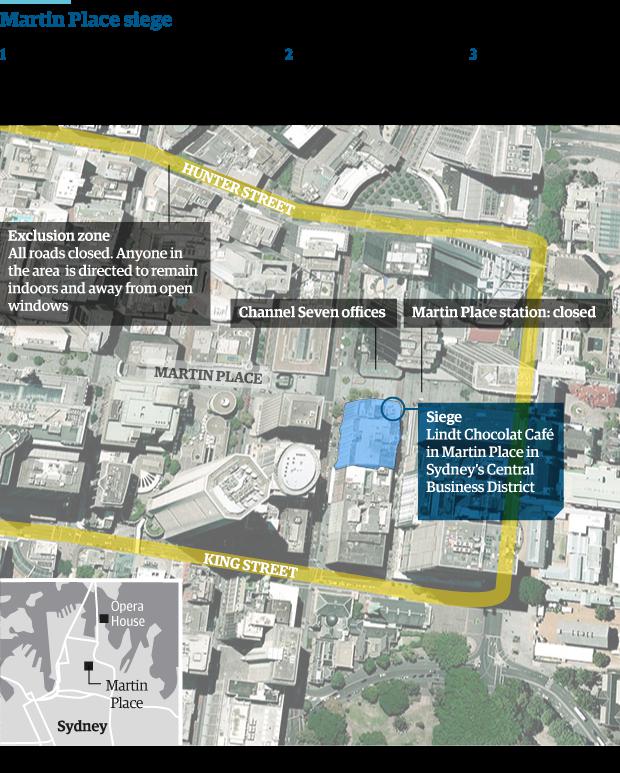 Martin Place siege
1
2
3
HUNTER STREET
Exclusion zone
All roads closed. Anyone in
the area is directed to remain
indoors and away from open
windows
Channel Seven offices
Martin Place station: closed
MARTIN PLACE
Siege
Lindt Chocolat Café
in Martin Place in
Sydney's Central
Business District
KING STREET
Opera
House
Martin
Place
Sydney